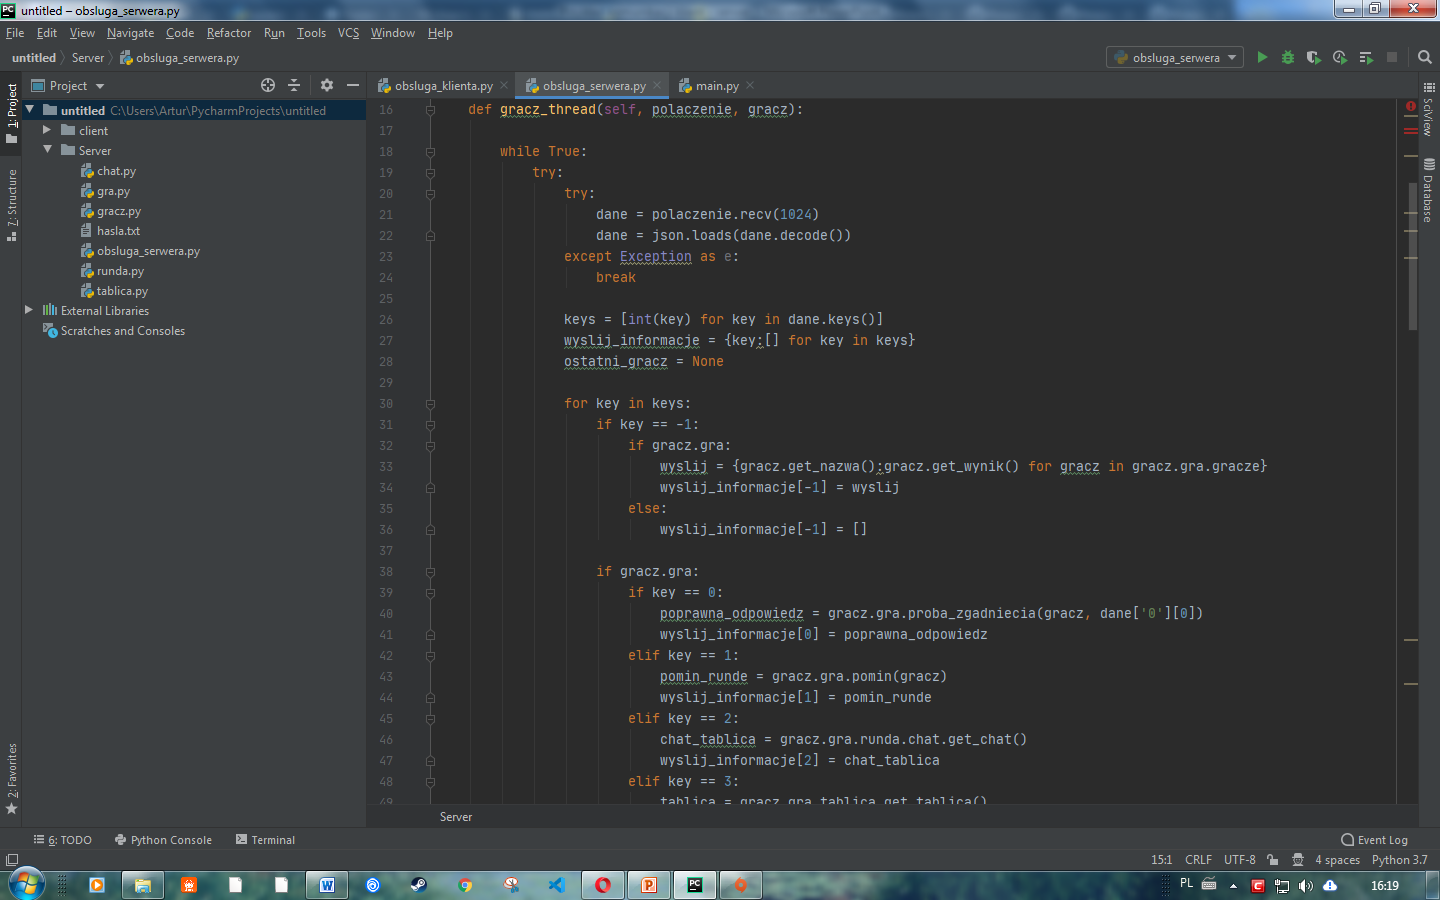 untitled – obsluga_serwera.py
File Edit View Navigate Code Refactor Run Tools VCS Window Help
untitled Server obsluga_serwera.py
obsluga_serwera
Project
obsluga_klienta.py
obsluga_serwera.py
main.py
1: Project
7: Structure
2: Favorites
untitled C:\Users\Artur\PycharmProjects\untitled
client
Server
chat.py
gra.py
gracz.py
hasla.txt
obsluga_serwera.py
runda.py
tablica.py
External Libraries
Scratches and Consoles
16 def gracz_thread(self, polaczenie, gracz):
17
18 while True:
19 try:
20 try:
21 dane = polaczenie.recv(1024)
22 dane = json.loads(dane.decode())
23 except Exception as e:
24 break
25
26 keys = [int(key) for key in dane.keys()]
27 wyslij_informacje = {key:[] for key in keys}
28 ostatni_gracz = None
29
30 for key in keys:
31 if key == -1:
32 if gracz.gra:
33 wyslij = {gracz.get_nazwa():gracz.get_wynik() for gracz in gracz.gra.gracze}
34 wyslij_informacje[-1] = wyslij
35 else:
36 wyslij_informacje[-1] = []
37
38 if gracz.gra:
39 if key == 0:
40 poprawna_odpowiedz = gracz.gra.proba_zgadniecia(gracz, dane['0'][0])
41 wyslij_informacje[0] = poprawna_odpowiedz
42 elif key == 1:
43 pomin_runde = gracz.gra.pomin(gracz)
44 wyslij_informacje[1] = pomin_runde
45 elif key == 2:
46 chat_tablica = gracz.gra.runda.chat.get_chat()
47 wyslij_informacje[2] = chat_tablica
48 elif key == 3:
49 tablica = gracz.gra.tablica.get_tablica()
SciView
Database
Server
6: TODO Python Console Terminal
Event Log
15:1 CRLF UTF-8 4 spaces Python 3.7
PL
16:19